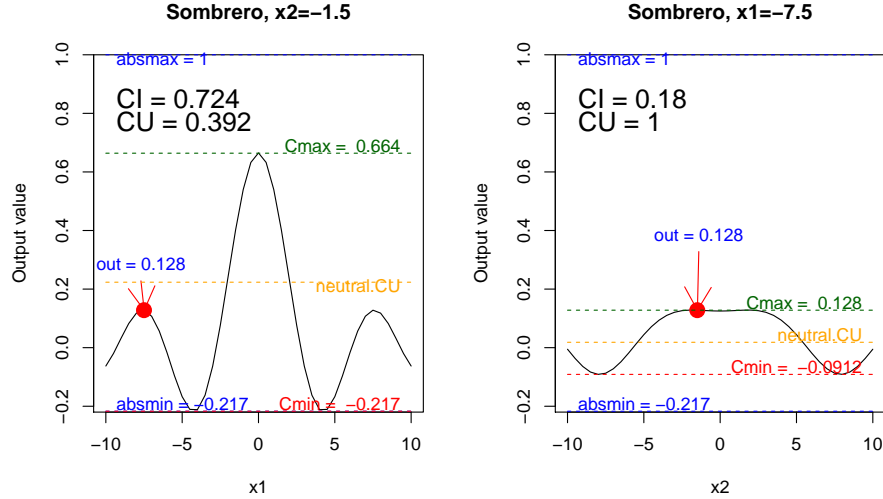 Sombrero, x2=−1.5
Output value
1.0
0.8
0.6
0.4
0.2
0.0
−0.2
absmax = 1
CI = 0.724
CU = 0.392
Cmax = 0.664
out = 0.128
neutral.CU
absmin = −0.217
Cmin = −0.217
−10
−5
0
5
10
x1
Sombrero, x1=−7.5
Output value
1.0
0.8
0.6
0.4
0.2
0.0
−0.2
absmax = 1
CI = 0.18
CU = 1
out = 0.128
Cmax = 0.128
neutral.CU
Cmin = −0.0912
absmin = −0.217
−10
−5
0
5
10
x2